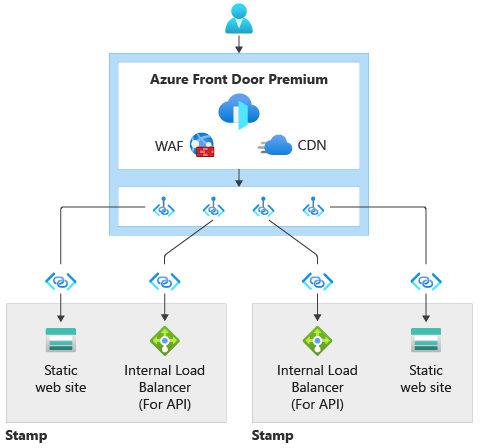 Azure Front Door Premium
WAF
CDN
Static
web site
Internal Load
Balancer
(For API)
Internal Load
Balancer
(For API)
Static
web site
Stamp
Stamp